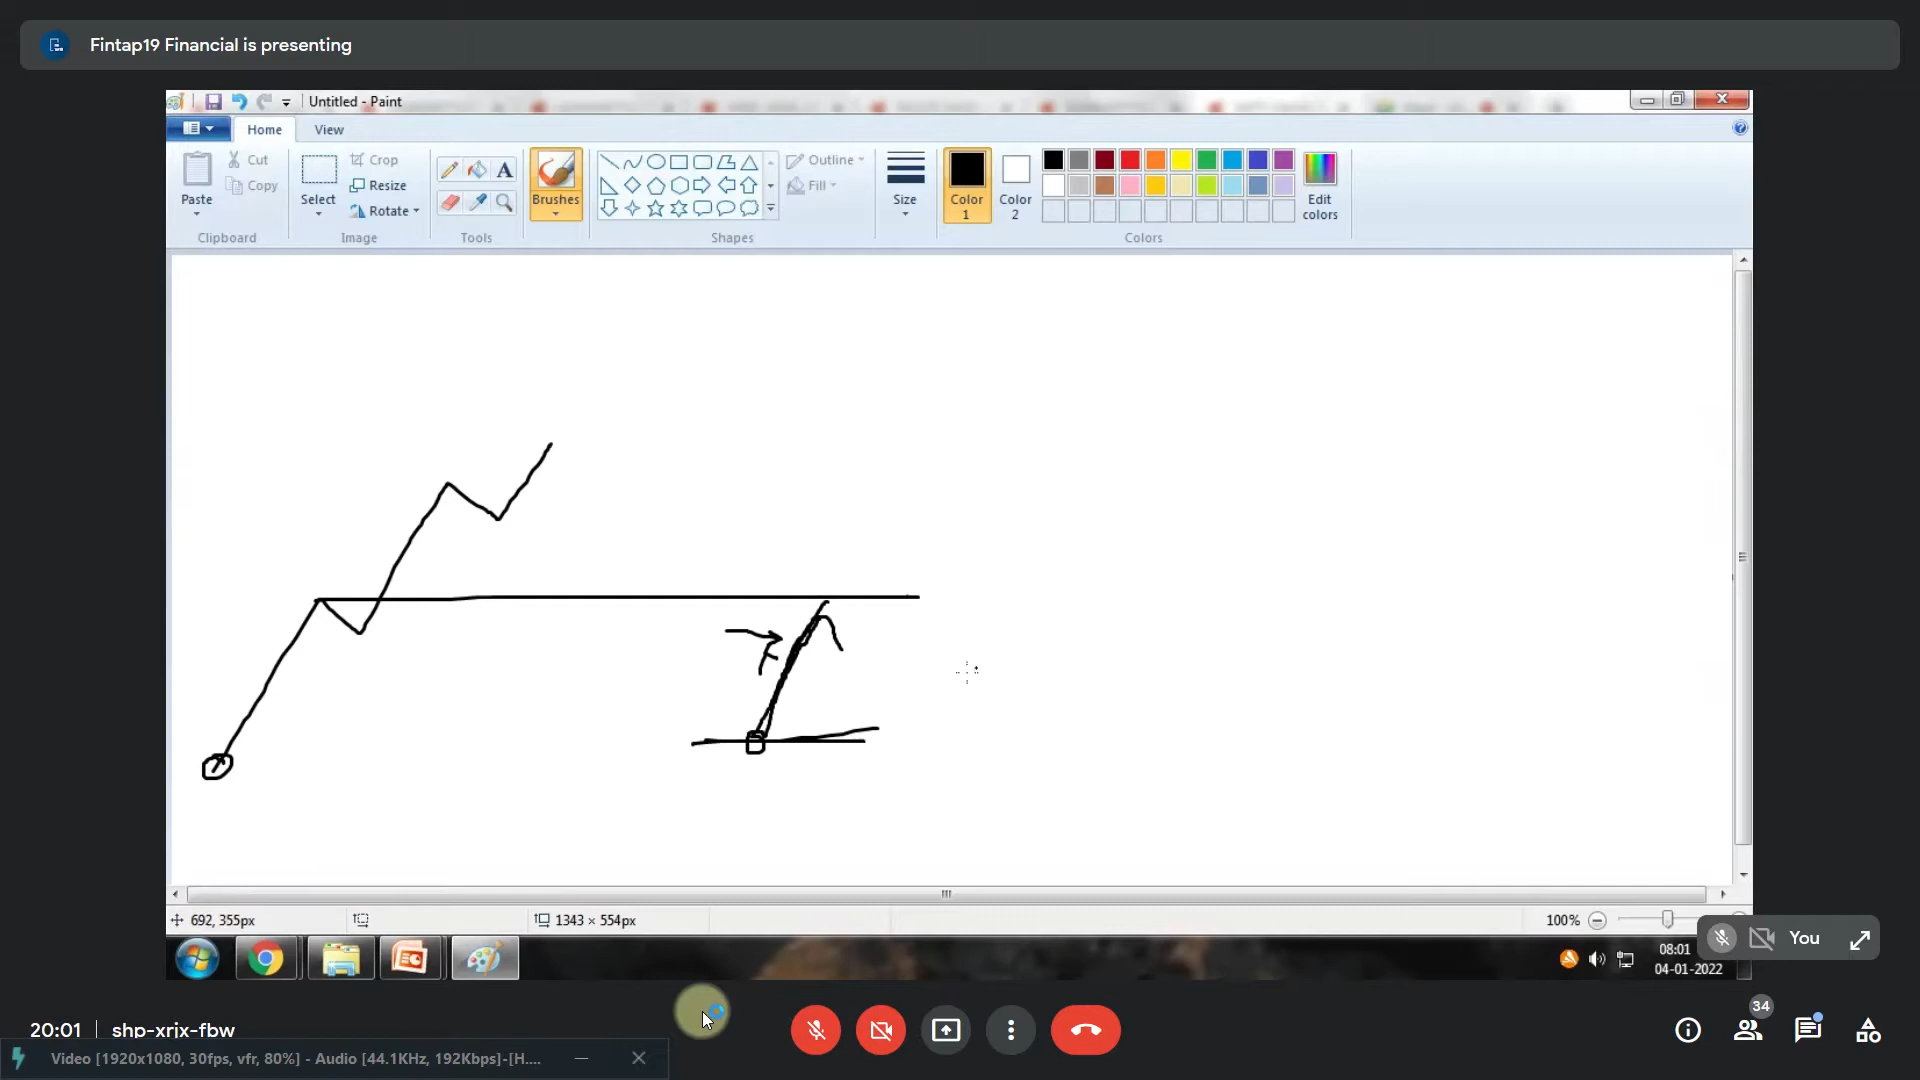 Fintap19 Financial is presenting
Untitled - Paint
Home View
Paste Cut Copy Clipboard
Select Crop Resize Rotate Image
A
Tools
Brushes
Outline Fill
Shapes
Size
Color 1 Color 2
Edit colors
Colors
692, 355px
1343 × 554px
100%
You
08:01
04-01-2022
34
20:01 | shp-xrix-fbw
Video [1920x1080, 30fps, vfr, 80%] - Audio [44.1KHz, 192Kbps]-[H....